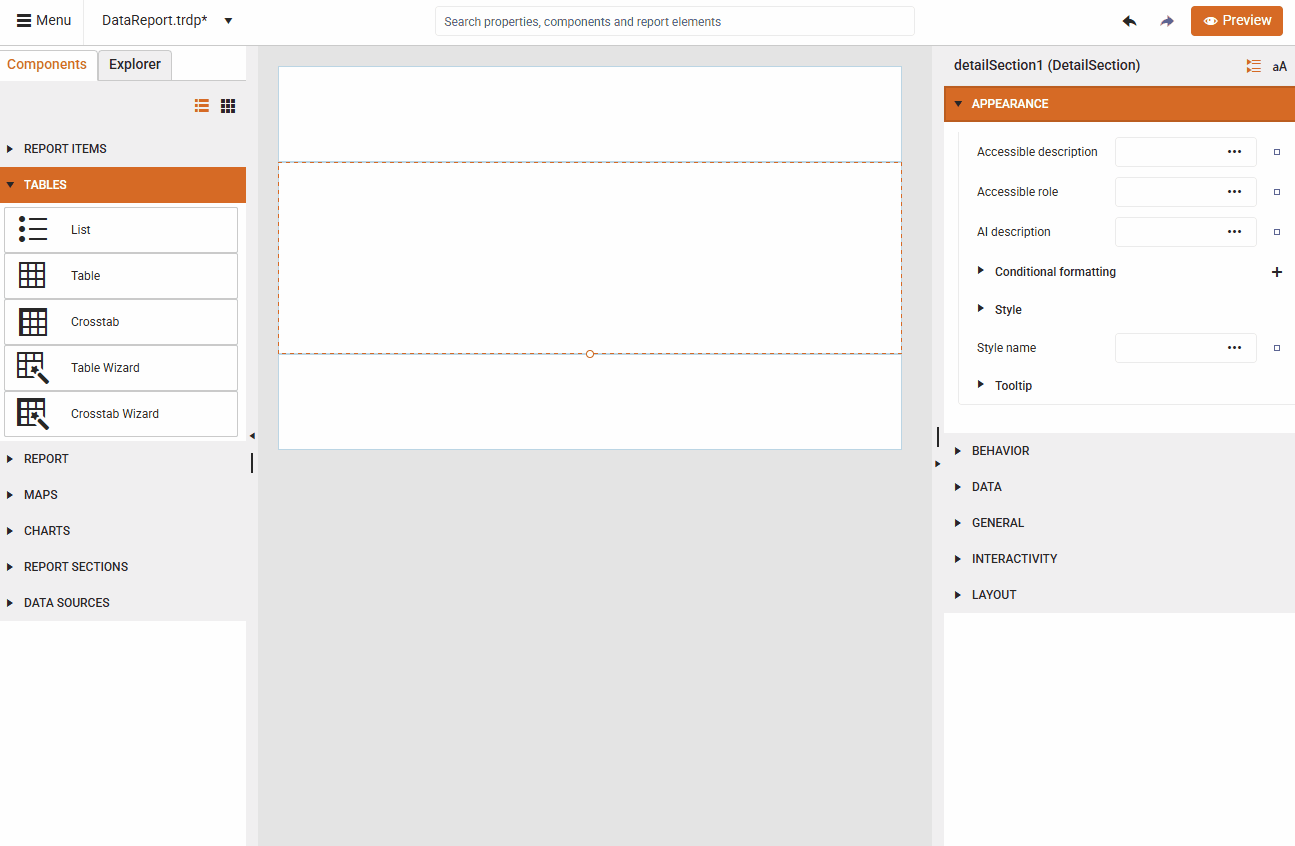 Menu
DataReport.trdp*
Search properties, components and report elements
Preview
Components
Explorer
REPORT ITEMS
TABLES
List
Table
Crosstab
Table Wizard
Crosstab Wizard
REPORT
MAPS
CHARTS
REPORT SECTIONS
DATA SOURCES
detailSection1 (DetailSection)
aA
APPEARANCE
Accessible description
Accessible role
AI description
Conditional formatting
Style
Style name
Tooltip
BEHAVIOR
DATA
GENERAL
INTERACTIVITY
LAYOUT